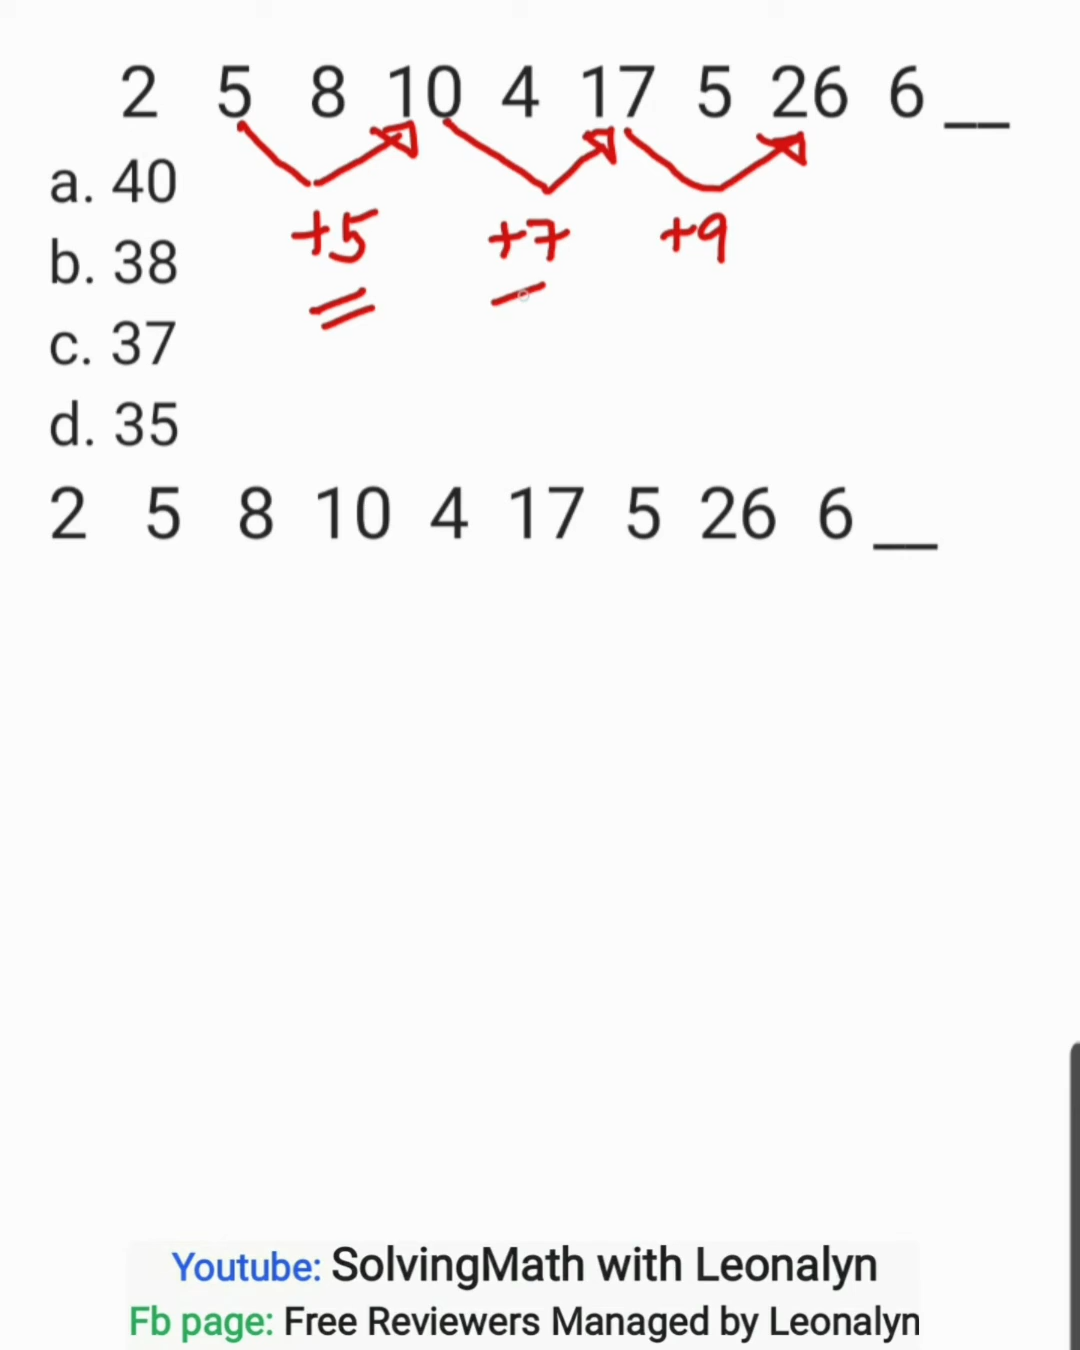 2 5 8 10 4 17 5 26 6 __
+5 +7 +9
a. 40
b. 38
c. 37
d. 35
2 5 8 10 4 17 5 26 6 __
Youtube: SolvingMath with Leonalyn
Fb page: Free Reviewers Managed by Leonalyn